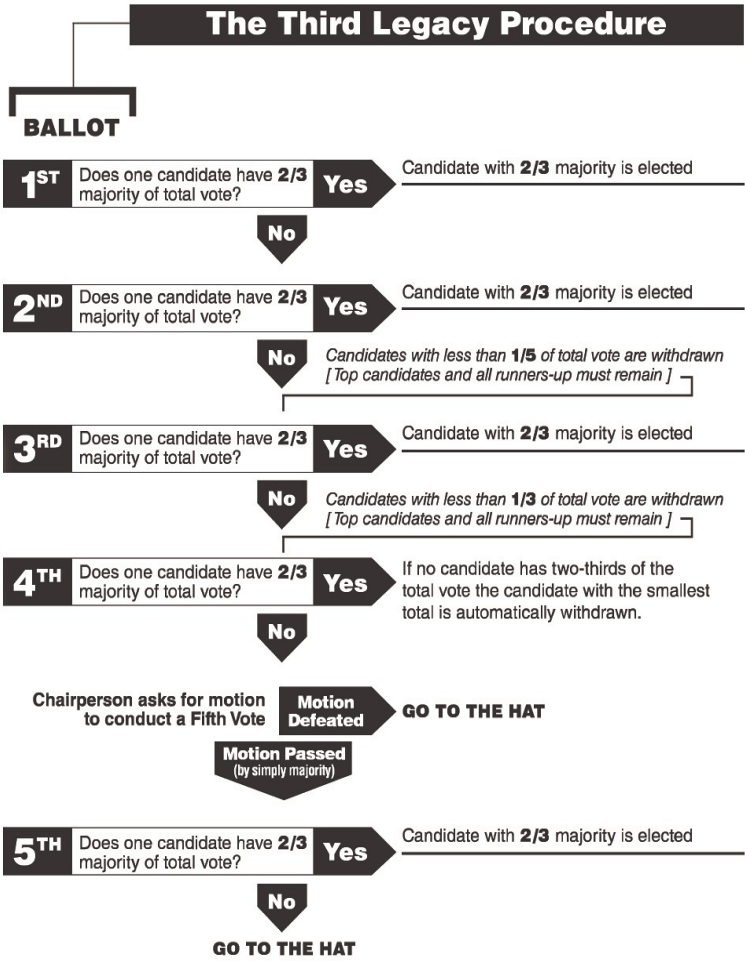 The Third Legacy Procedure
BALLOT
1ST
Does one candidate have 2/3
majority of total vote?
Yes
Candidate with 2/3 majority is elected
No
2ND
Does one candidate have 2/3
majority of total vote?
Yes
Candidate with 2/3 majority is elected
No
Candidates with less than 1/5 of total vote are withdrawn
[ Top candidates and all runners-up must remain ]
3RD
Does one candidate have 2/3
majority of total vote?
Yes
Candidate with 2/3 majority is elected
No
Candidates with less than 1/3 of total vote are withdrawn
[ Top candidates and all runners-up must remain ]
4TH
Does one candidate have 2/3
majority of total vote?
Yes
If no candidate has two-thirds of the
total vote the candidate with the smallest
total is automatically withdrawn.
No
Chairperson asks for motion
to conduct a Fifth Vote
Motion
Defeated
GO TO THE HAT
Motion Passed
(by simply majority)
5TH
Does one candidate have 2/3
majority of total vote?
Yes
Candidate with 2/3 majority is elected
No
GO TO THE HAT